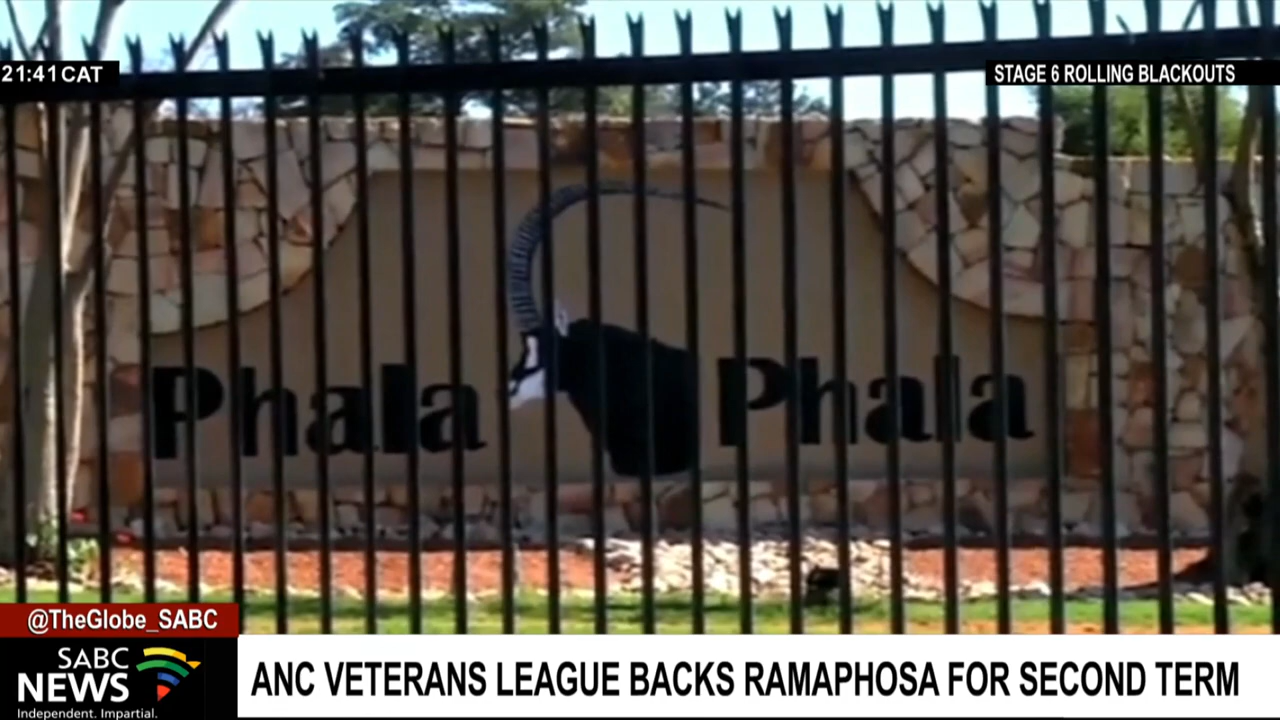 21:41 CAT
STAGE 6 ROLLING BLACKOUTS
Phala Phala
@TheGlobe_SABC
SABC
NEWS
Independent. Impartial.
ANC VETERANS LEAGUE BACKS RAMAPHOSA FOR SECOND TERM